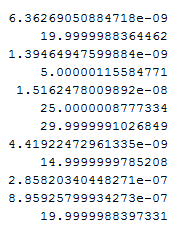 6.36269050884718e-09
19.9999988364462
1.39464947599884e-09
5.00000115584771
1.5162478009892e-08
25.0000008777334
29.9999991026849
4.41922472961335e-09
14.9999999785208
2.85820340448271e-07
8.95925799934273e-07
19.9999988397331